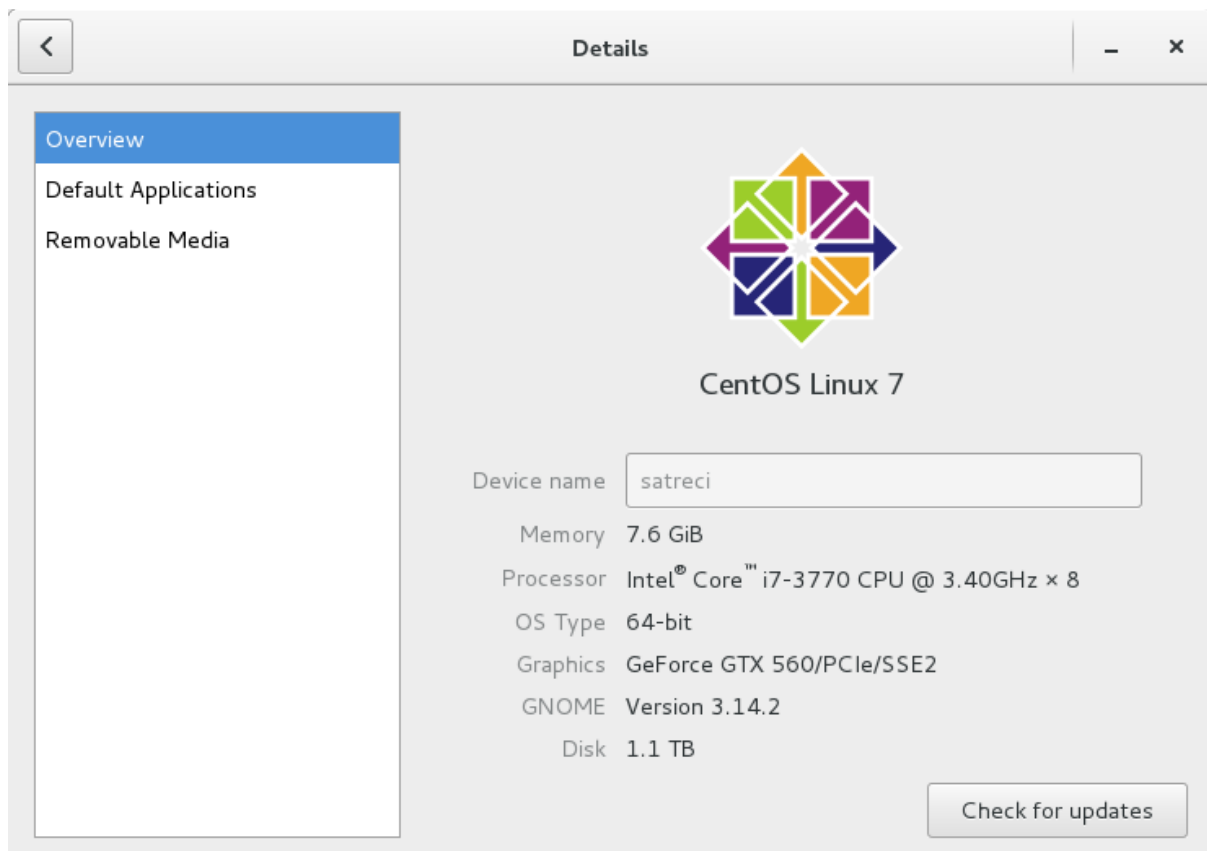 Details
Overview
Default Applications
Removable Media
CentOS Linux 7
Device name satreci
Memory 7.6 GiB
Processor Intel® Core™ i7-3770 CPU @ 3.40GHz × 8
OS Type 64-bit
Graphics GeForce GTX 560/PCIe/SSE2
GNOME Version 3.14.2
Disk 1.1 TB
Check for updates